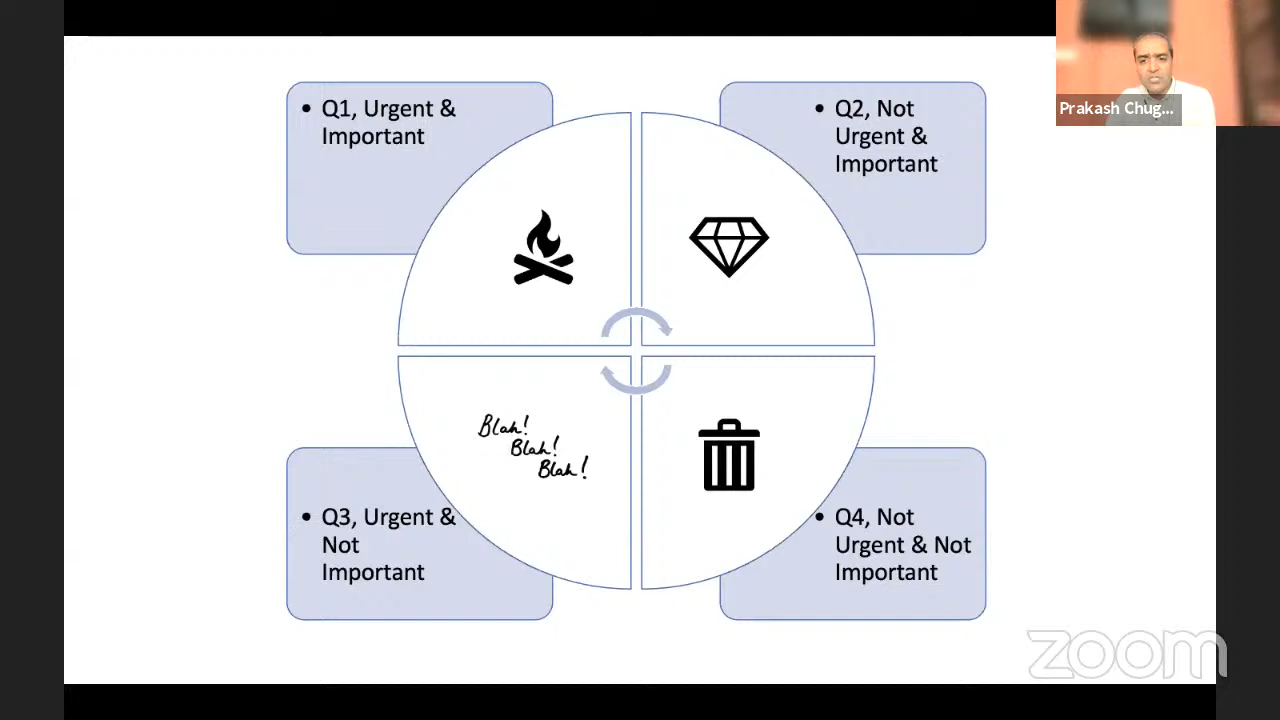 • Q1, Urgent &
Important
• Q2, Not
Urgent &
Important
Prakash Chug...
Blah!
Blah!
Blah!
• Q3, Urgent &
Not
Important
• Q4, Not
Urgent & Not
Important
zoom